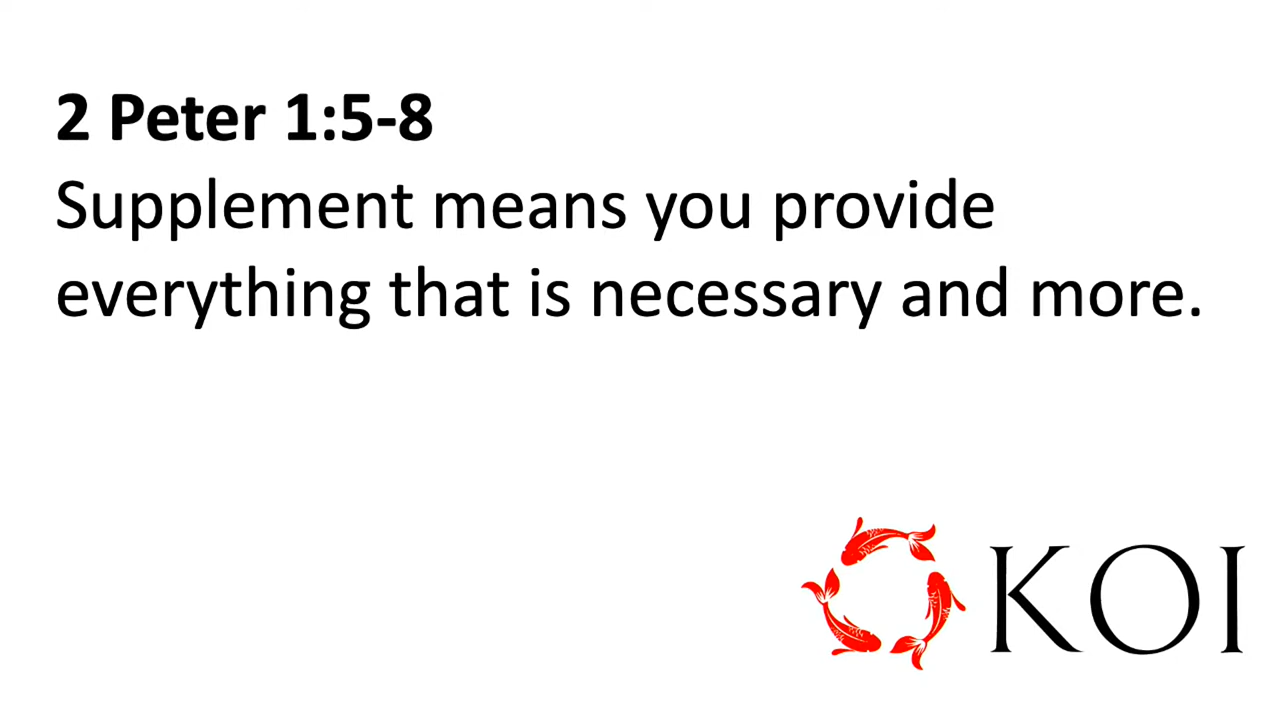 2 Peter 1:5-8
Supplement means you provide
everything that is necessary and more.
KOI